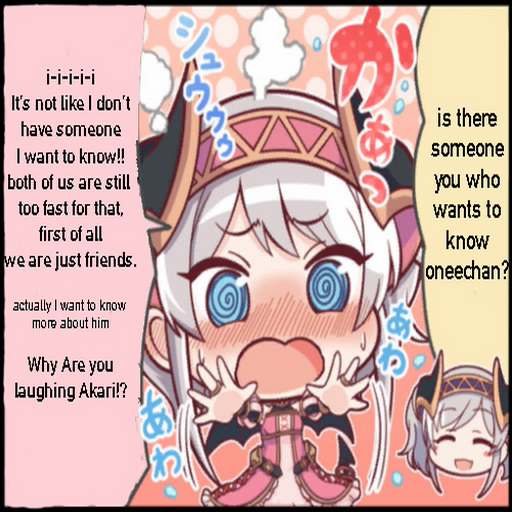 is there
someone
you who
wants to
know
oneechan?
かぁっ
シュウゥゥ
i-i-i-i-i
It's not like I don't
have someone
I want to know!!
both of us are still
too fast for that,
first of all
we are just friends.
actually I want to know
more about him
Why Are you
laughing Akari!?
あわ
あわ